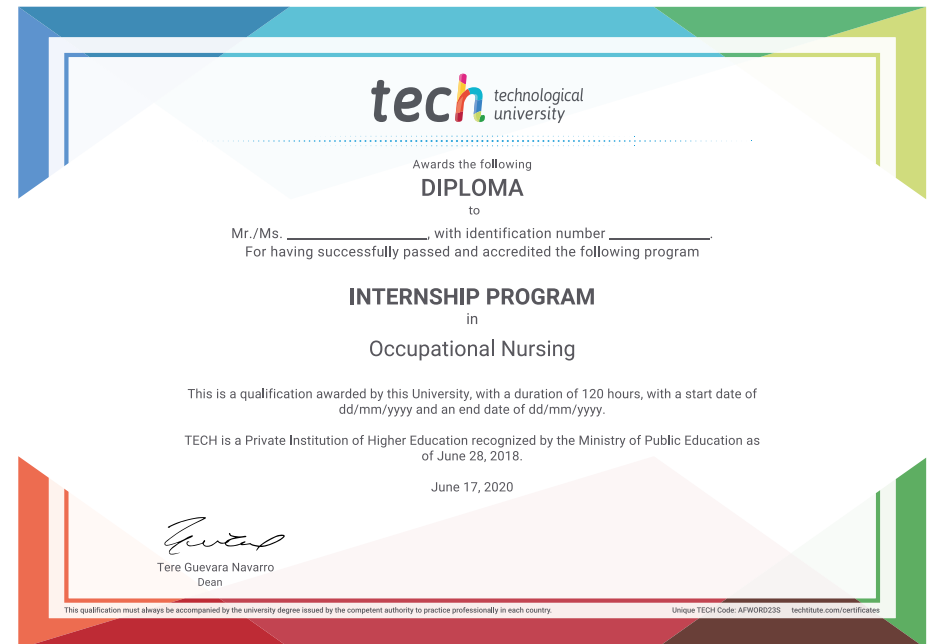 tech technological
university
Awards the following
DIPLOMA
to
Mr./Ms. ____________________, with identification number ______________.
For having successfully passed and accredited the following program
INTERNSHIP PROGRAM
in
Occupational Nursing
This is a qualification awarded by this University, with a duration of 120 hours, with a start date of
dd/mm/yyyy and an end date of dd/mm/yyyy.
TECH is a Private Institution of Higher Education recognized by the Ministry of Public Education as
of June 28, 2018.
June 17, 2020
Tere Guevara Navarro
Dean
This qualification must always be accompanied by the university degree issued by the competent authority to practice professionally in each country.
Unique TECH Code: AFWORD23S techtitute.com/certificates